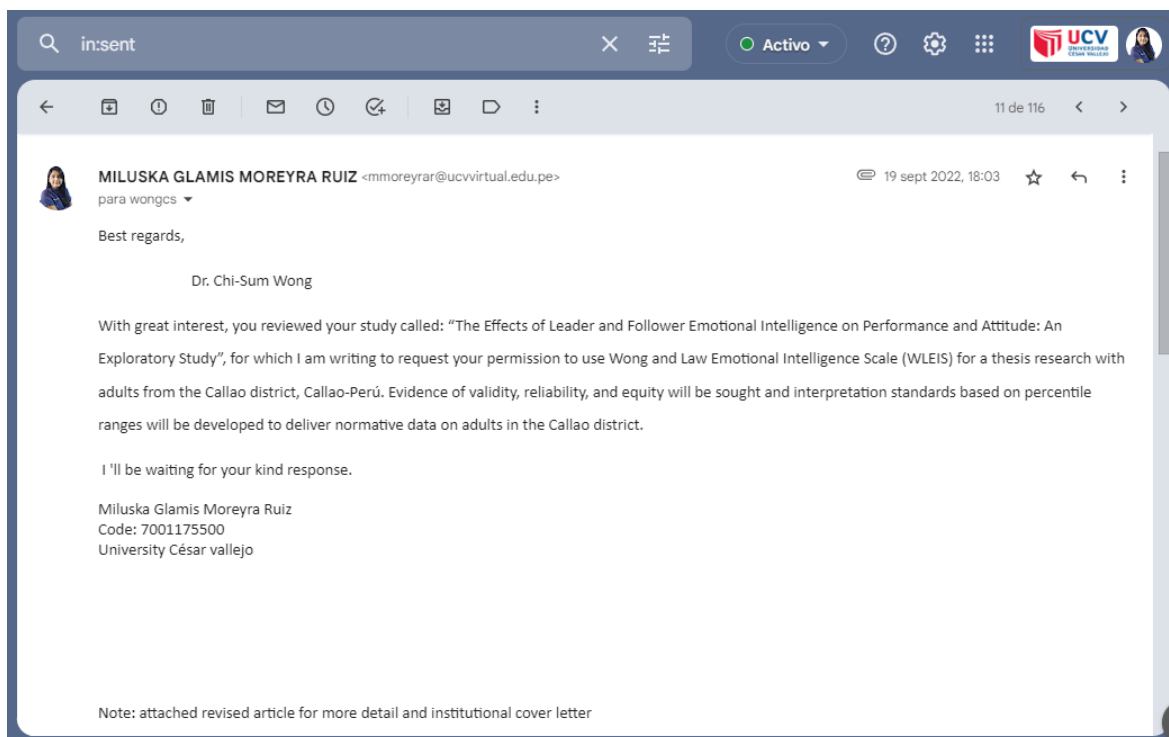 in:sent
Activo
UCV
UNIVERSIDAD
CÉSAR VALLEJO
11 de 116
MILUSKA GLAMIS MOREYRA RUIZ <mmoreyrar@ucvvirtual.edu.pe>
19 sept 2022, 18:03
para wongcs
Best regards,
Dr. Chi-Sum Wong
With great interest, you reviewed your study called: “The Effects of Leader and Follower Emotional Intelligence on Performance and Attitude: An
Exploratory Study”, for which I am writing to request your permission to use Wong and Law Emotional Intelligence Scale (WLEIS) for a thesis research with
adults from the Callao district, Callao-Perú. Evidence of validity, reliability, and equity will be sought and interpretation standards based on percentile
ranges will be developed to deliver normative data on adults in the Callao district.
I 'll be waiting for your kind response.
Miluska Glamis Moreyra Ruiz
Code: 7001175500
University César vallejo
Note: attached revised article for more detail and institutional cover letter